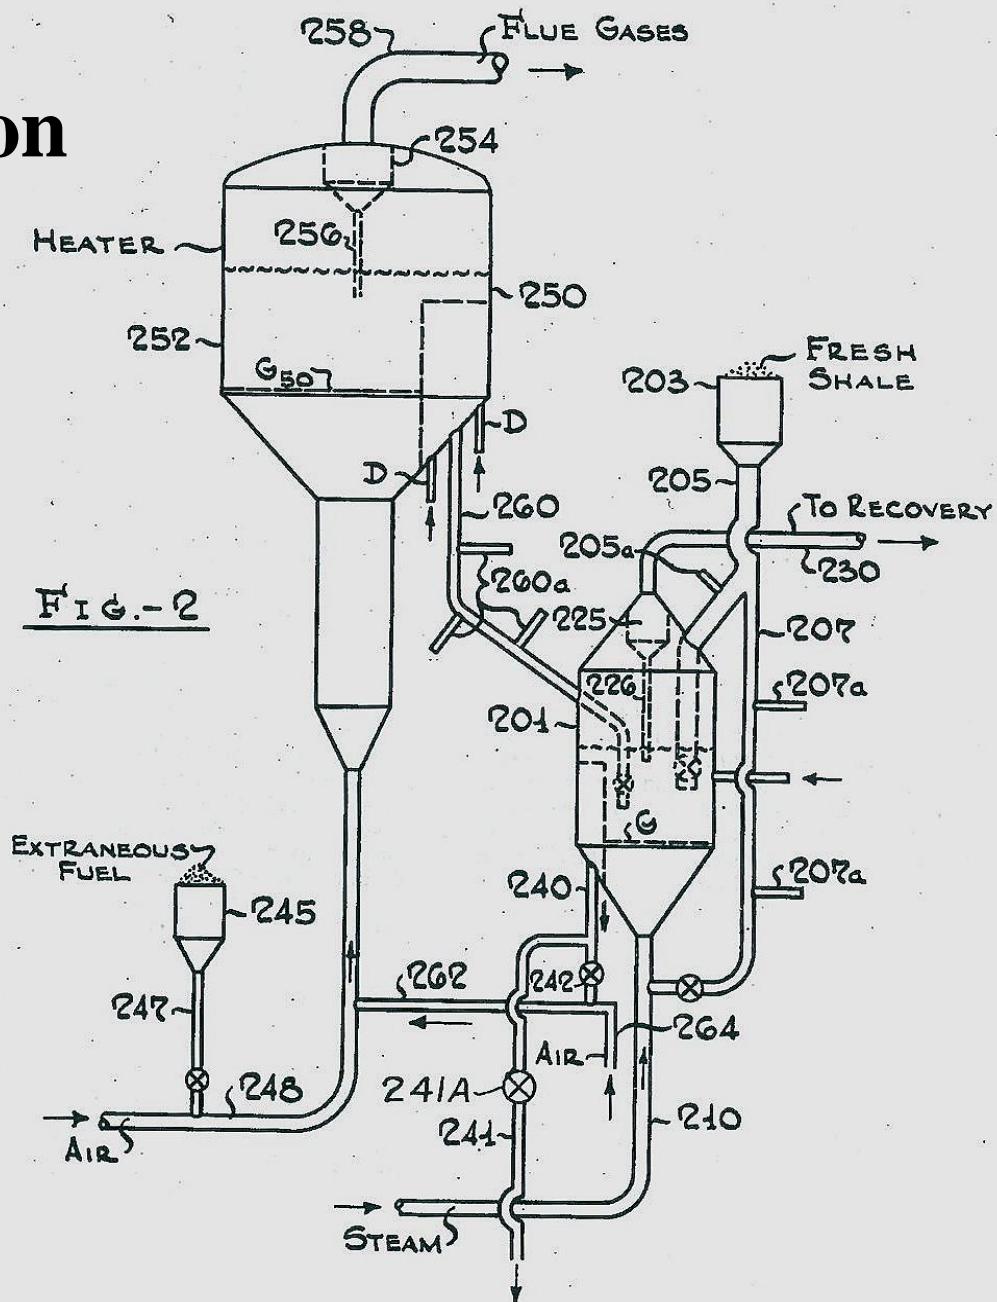 on
258
FLUE GASES
254
HEATER
256
250
252
G50
203
FRESH
SHALE
D
D
205
260
TO RECOVERY
205a
230
260a
FIG.-2
225
207
226
207a
201
G
EXTRANEOUS
FUEL
240
207a
245
262
242
247
264
AIR
248
241A
AIR
241
210
STEAM